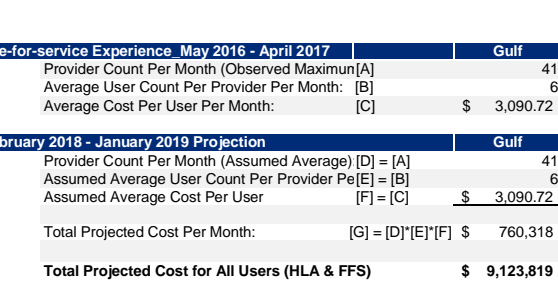 e-for-service Experience_May 2016 - April 2017 Gulf
Provider Count Per Month (Observed Maximun [A] 41
Average User Count Per Provider Per Month: [B] 6
Average Cost Per User Per Month: [C] $ 3,090.72
bruary 2018 - January 2019 Projection Gulf
Provider Count Per Month (Assumed Average) [D] = [A] 41
Assumed Average User Count Per Provider Pe [E] = [B] 6
Assumed Average Cost Per User [F] = [C] $ 3,090.72
Total Projected Cost Per Month: [G] = [D]*[E]*[F] $ 760,318
Total Projected Cost for All Users (HLA & FFS) $ 9,123,819